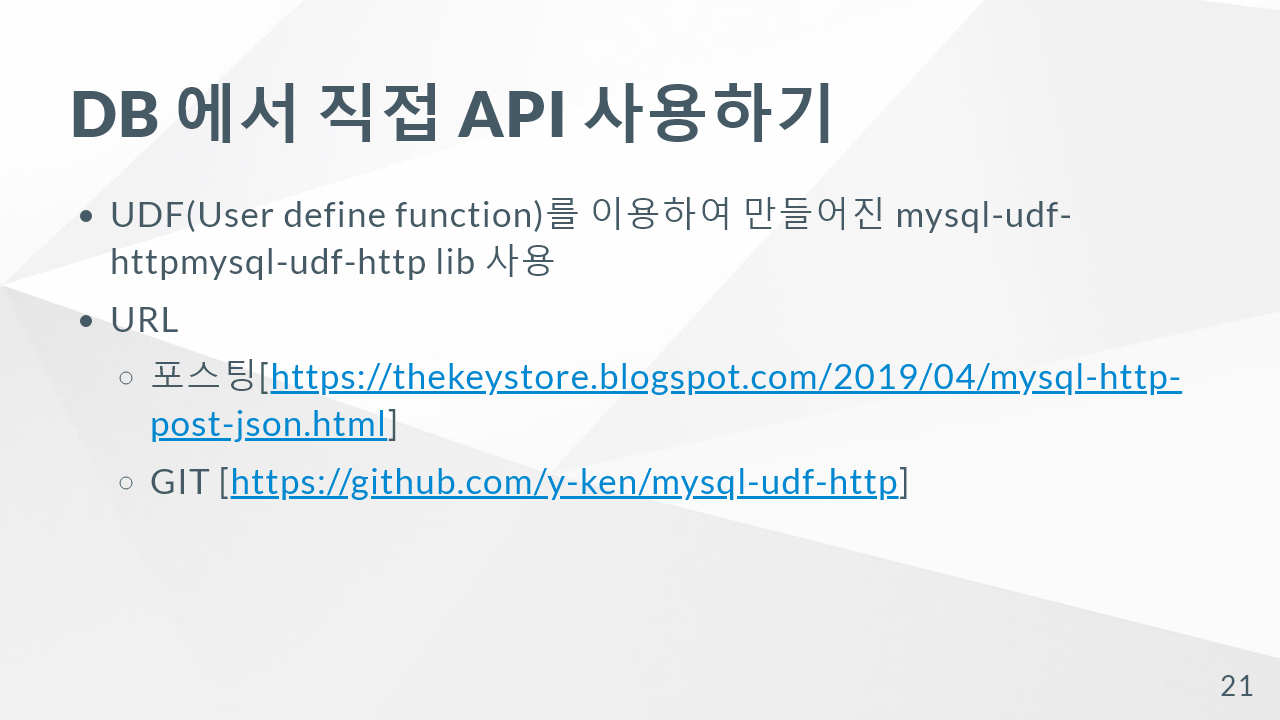 DB 에서 직접 API 사용하기
UDF(User define function)를 이용하여 만들어진 mysql-udf-
httpmysql-udf-http lib 사용
URL
포스팅[https://thekeystore.blogspot.com/2019/04/mysql-http-
post-json.html]
GIT [https://github.com/y-ken/mysql-udf-http]
21